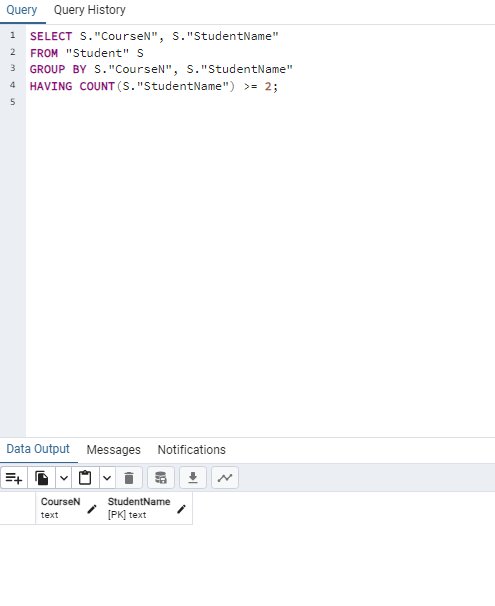 Query Query History
1 SELECT S."CourseN", S."StudentName"
2 FROM "Student" S
3 GROUP BY S."CourseN", S."StudentName"
4 HAVING COUNT(S."StudentName") >= 2;
5
Data Output Messages Notifications
CourseN StudentName
text [PK] text